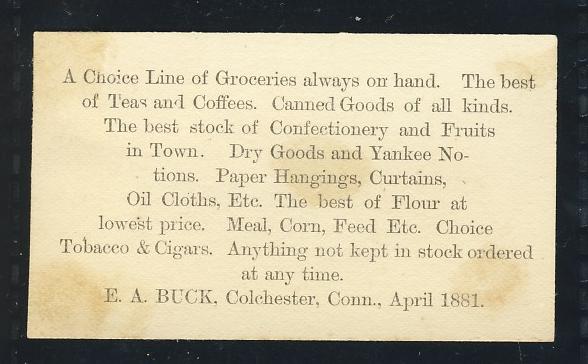 A Choice Line of Groceries always on hand. The best
of Teas and Coffees. Canned Goods of all kinds.
The best stock of Confectionery and Fruits
in Town. Dry Goods and Yankee No-
tions. Paper Hangings, Curtains,
Oil Cloths, Etc. The best of Flour at
lowest price. Meal, Corn, Feed Etc. Choice
Tobacco & Cigars. Anything not kept in stock ordered
at any time.
E. A. BUCK, Colchester, Conn., April 1881.